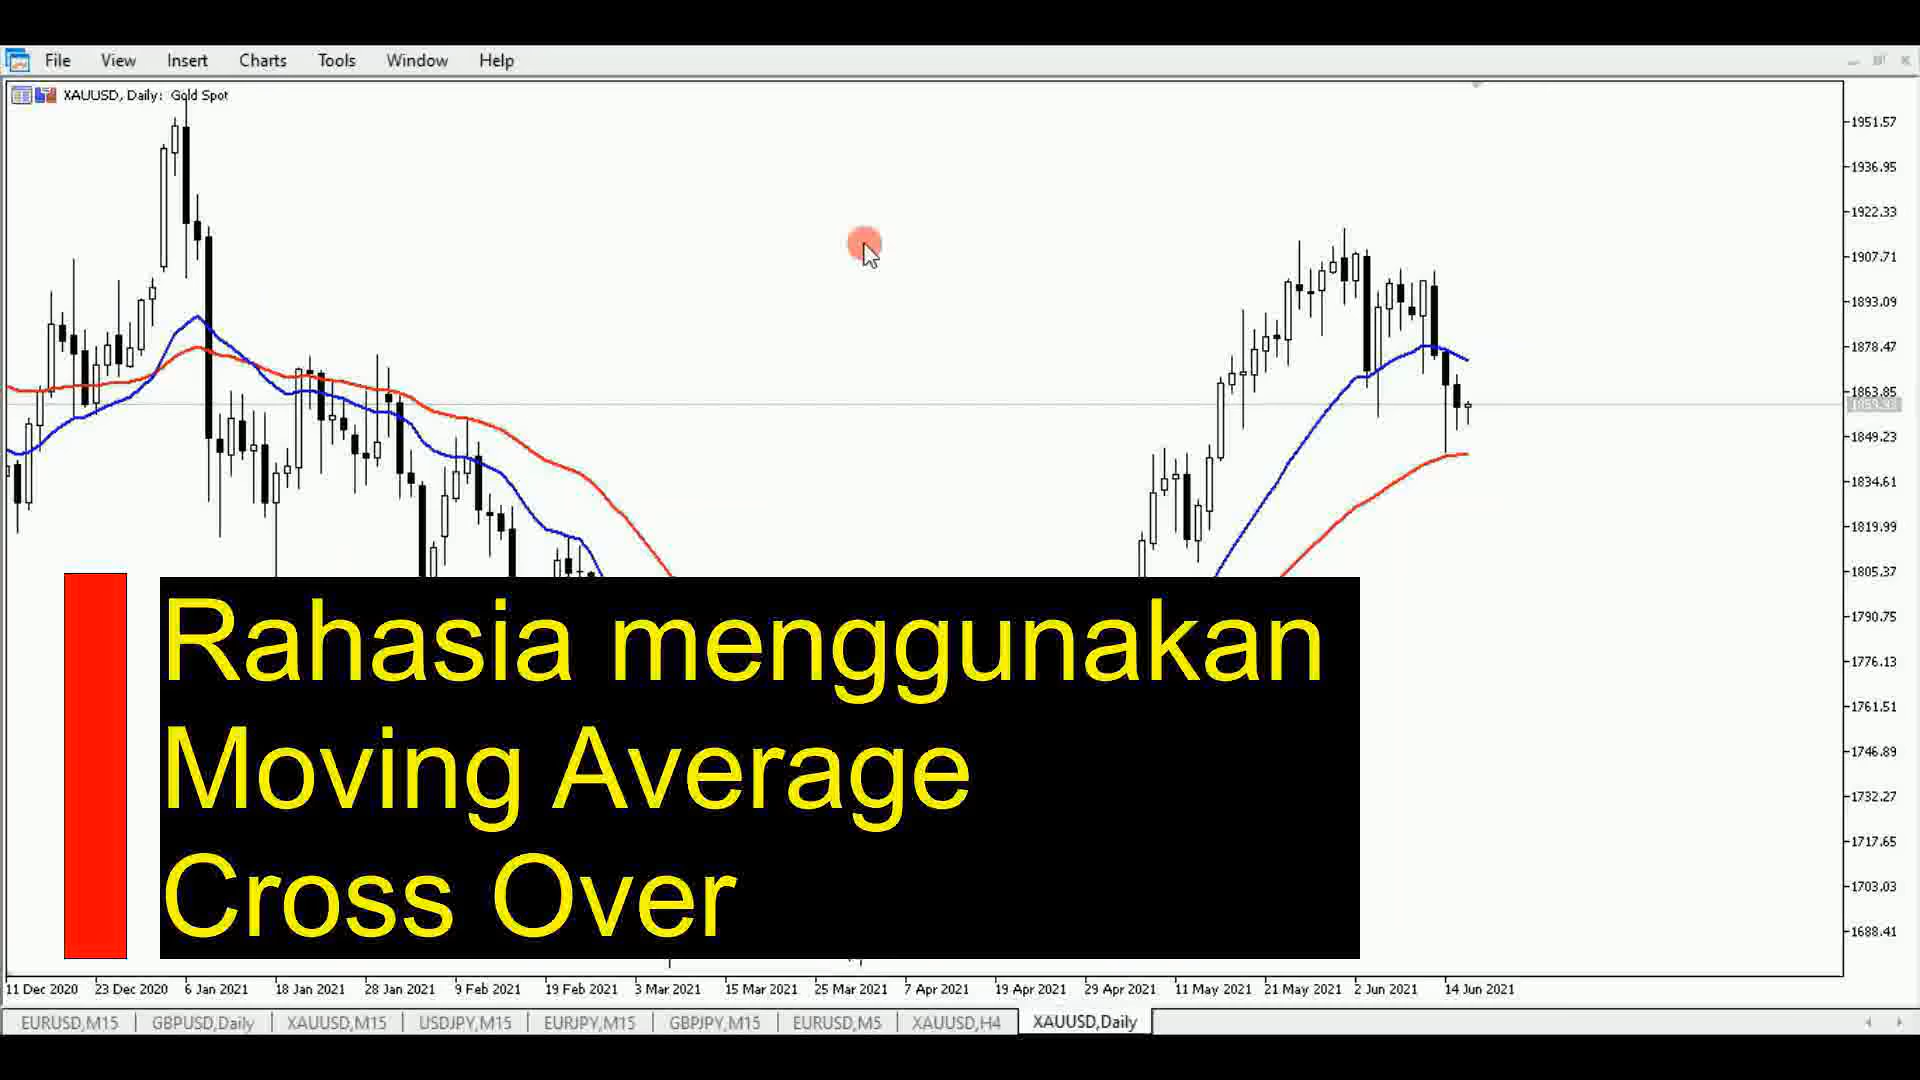 File View Insert Charts Tools Window Help
XAUUSD, Daily: Gold Spot
1951.57
1936.95
1922.33
1907.71
1893.09
1878.47
1863.85
1849.23
1834.61
1819.99
1805.37
1790.75
1776.13
1761.51
1746.89
1732.27
1717.65
1703.03
1688.41
Rahasia menggunakan
Moving Average
Cross Over
11 Dec 2020 23 Dec 2020 6 Jan 2021 18 Jan 2021 28 Jan 2021 9 Feb 2021 19 Feb 2021 3 Mar 2021 15 Mar 2021 25 Mar 2021 7 Apr 2021 19 Apr 2021 29 Apr 2021 11 May 2021 21 May 2021 2 Jun 2021 14 Jun 2021
EURUSD,M15 GBPUSD,Daily XAUUSD,M15 USDJPY,M15 EURJPY,M15 GBPJPY,M15 EURUSD,M5 XAUUSD,H4 XAUUSD,Daily